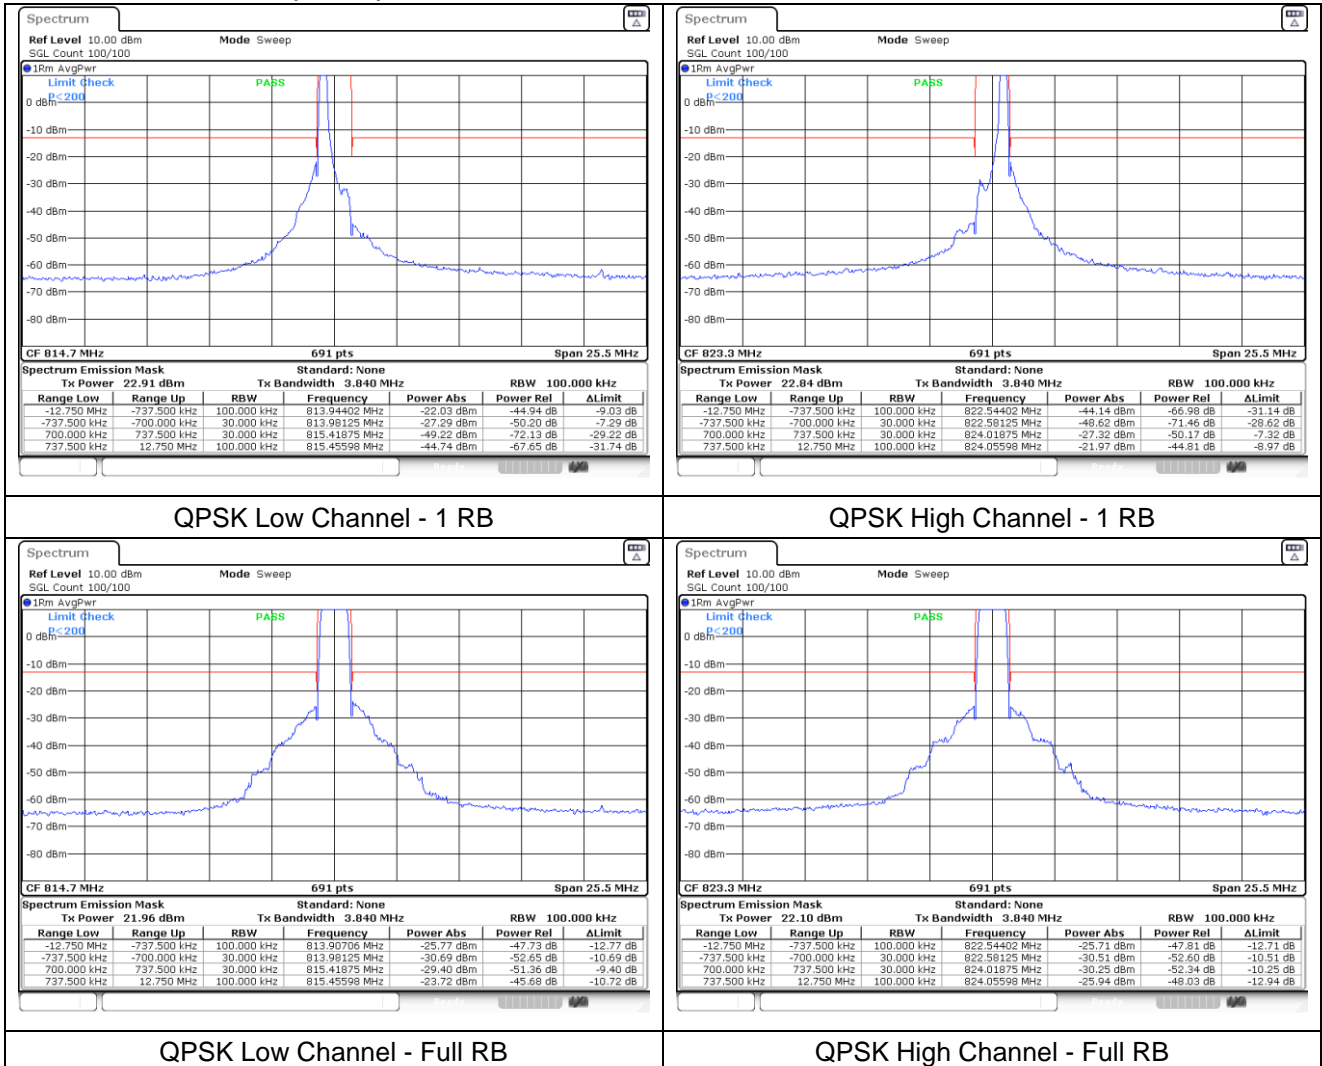 Spectrum
Ref Level 10.00 dBm Mode Sweep
SGL Count 100/100
1Rm AvgPwr
Limit Check PASS
P<200
0 dBm
-10 dBm
-20 dBm
-30 dBm
-40 dBm
-50 dBm
-60 dBm
-70 dBm
-80 dBm
CF 814.7 MHz 691 pts Span 25.5 MHz
Spectrum Emission Mask Standard: None
Tx Power 22.91 dBm Tx Bandwidth 3.840 MHz RBW 100.000 kHz
Range Low Range Up RBW Frequency Power Abs Power Rel ΔLimit
-12.750 MHz -737.500 kHz 100.000 kHz 813.94402 MHz -22.03 dBm -44.94 dB -9.03 dB
-737.500 kHz -700.000 kHz 30.000 kHz 813.98125 MHz -27.29 dBm -50.20 dB -7.29 dB
700.000 kHz 737.500 kHz 30.000 kHz 815.41875 MHz -49.22 dBm -72.13 dB -29.22 dB
737.500 kHz 12.750 MHz 100.000 kHz 815.45598 MHz -44.74 dBm -67.65 dB -31.74 dB
QPSK Low Channel - 1 RB
Spectrum
Ref Level 10.00 dBm Mode Sweep
SGL Count 100/100
1Rm AvgPwr
Limit Check PASS
P<200
0 dBm
-10 dBm
-20 dBm
-30 dBm
-40 dBm
-50 dBm
-60 dBm
-70 dBm
-80 dBm
CF 823.3 MHz 691 pts Span 25.5 MHz
Spectrum Emission Mask Standard: None
Tx Power 22.84 dBm Tx Bandwidth 3.840 MHz RBW 100.000 kHz
Range Low Range Up RBW Frequency Power Abs Power Rel ΔLimit
-12.750 MHz -737.500 kHz 100.000 kHz 822.54402 MHz -44.14 dBm -66.98 dB -31.14 dB
-737.500 kHz -700.000 kHz 30.000 kHz 822.58125 MHz -48.62 dBm -71.46 dB -28.62 dB
700.000 kHz 737.500 kHz 30.000 kHz 824.01875 MHz -27.32 dBm -50.17 dB -7.32 dB
737.500 kHz 12.750 MHz 100.000 kHz 824.05598 MHz -21.97 dBm -44.81 dB -8.97 dB
QPSK High Channel - 1 RB
Spectrum
Ref Level 10.00 dBm Mode Sweep
SGL Count 100/100
1Rm AvgPwr
Limit Check PASS
P<200
0 dBm
-10 dBm
-20 dBm
-30 dBm
-40 dBm
-50 dBm
-60 dBm
-70 dBm
-80 dBm
CF 814.7 MHz 691 pts Span 25.5 MHz
Spectrum Emission Mask Standard: None
Tx Power 21.96 dBm Tx Bandwidth 3.840 MHz RBW 100.000 kHz
Range Low Range Up RBW Frequency Power Abs Power Rel ΔLimit
-12.750 MHz -737.500 kHz 100.000 kHz 813.90706 MHz -25.77 dBm -47.73 dB -12.77 dB
-737.500 kHz -700.000 kHz 30.000 kHz 813.98125 MHz -30.69 dBm -52.65 dB -10.69 dB
700.000 kHz 737.500 kHz 30.000 kHz 815.41875 MHz -29.40 dBm -51.36 dB -9.40 dB
737.500 kHz 12.750 MHz 100.000 kHz 815.45598 MHz -23.72 dBm -45.68 dB -10.72 dB
QPSK Low Channel - Full RB
Spectrum
Ref Level 10.00 dBm Mode Sweep
SGL Count 100/100
1Rm AvgPwr
Limit Check PASS
P<200
0 dBm
-10 dBm
-20 dBm
-30 dBm
-40 dBm
-50 dBm
-60 dBm
-70 dBm
-80 dBm
CF 823.3 MHz 691 pts Span 25.5 MHz
Spectrum Emission Mask Standard: None
Tx Power 22.10 dBm Tx Bandwidth 3.840 MHz RBW 100.000 kHz
Range Low Range Up RBW Frequency Power Abs Power Rel ΔLimit
-12.750 MHz -737.500 kHz 100.000 kHz 822.54402 MHz -25.71 dBm -47.81 dB -12.71 dB
-737.500 kHz -700.000 kHz 30.000 kHz 822.58125 MHz -30.51 dBm -52.60 dB -10.51 dB
700.000 kHz 737.500 kHz 30.000 kHz 824.01875 MHz -30.25 dBm -52.34 dB -10.25 dB
737.500 kHz 12.750 MHz 100.000 kHz 824.05598 MHz -25.94 dBm -48.03 dB -12.94 dB
QPSK High Channel - Full RB